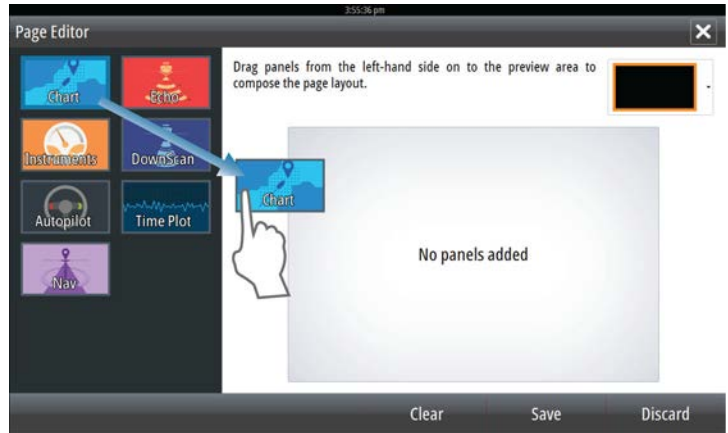 3:55:36 pm
Page Editor
Drag panels from the left-hand side on to the preview area to
compose the page layout.
Chart
Echo
Instruments
DownScan
Chart
Autopilot
Time Plot
No panels added
Nav
Clear
Save
Discard